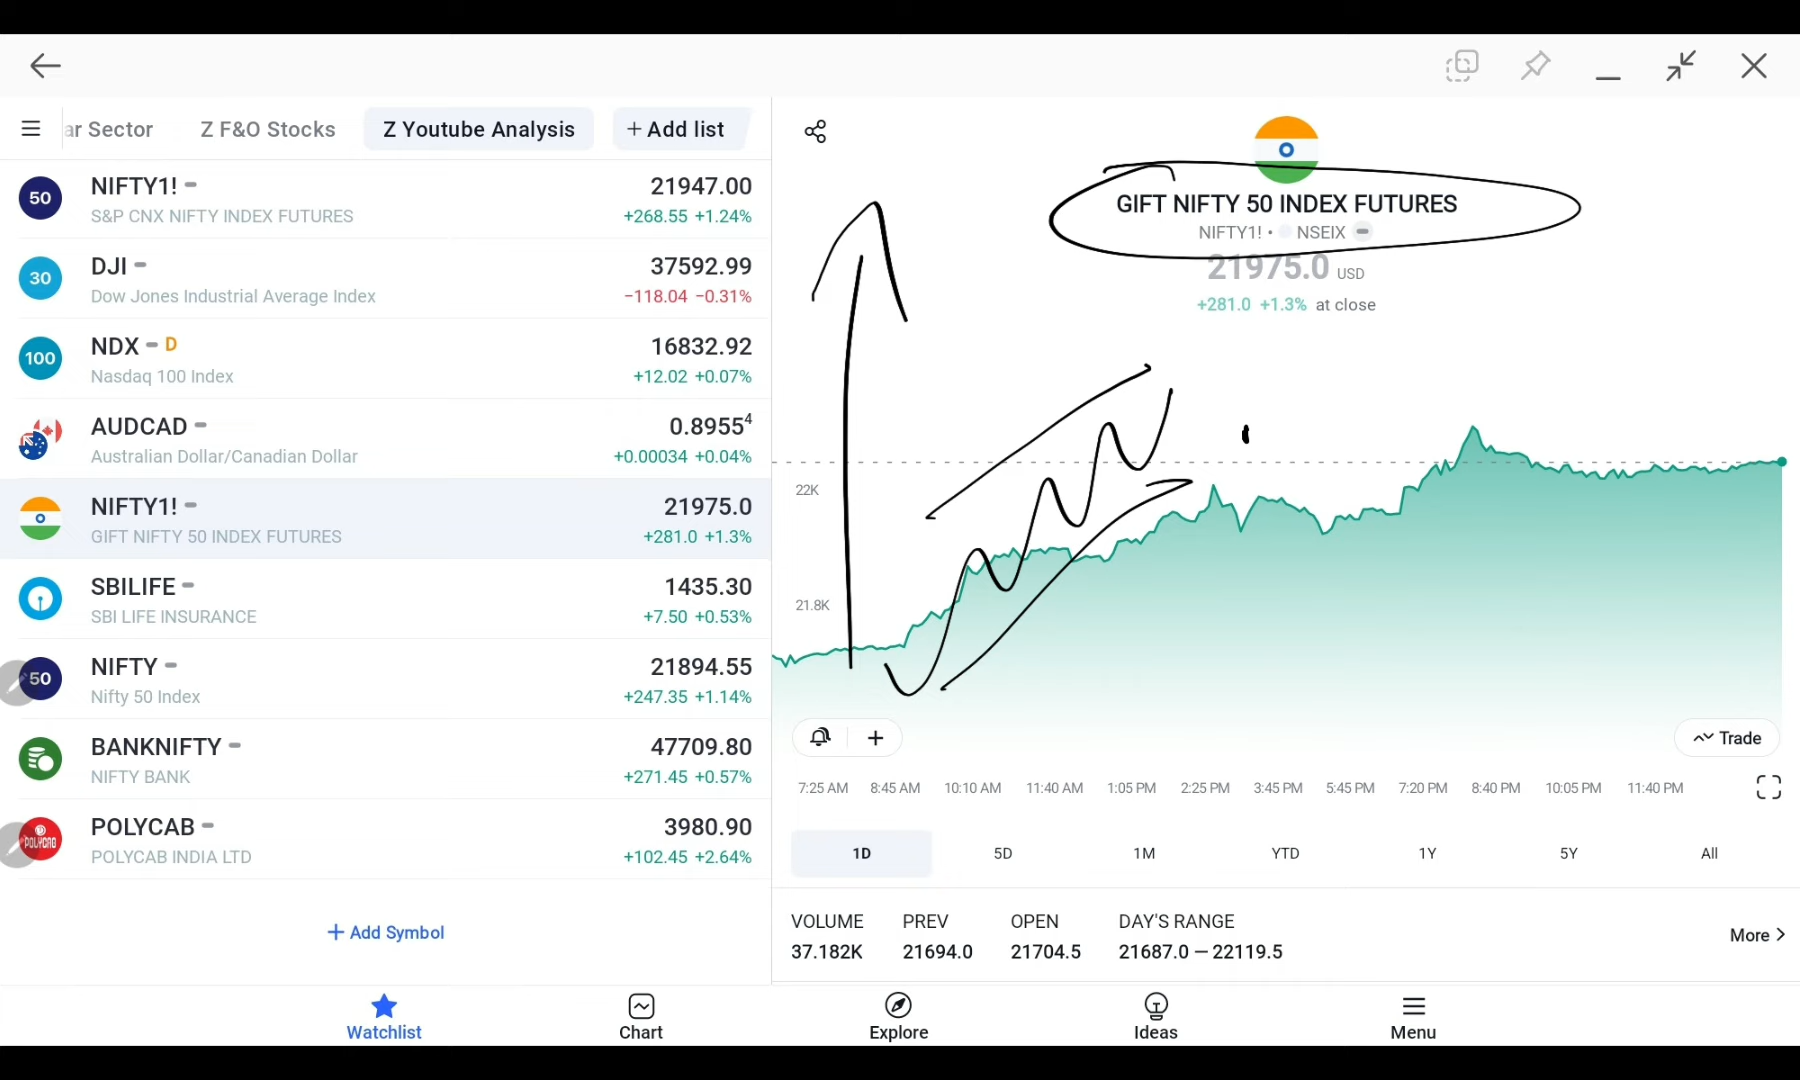 ar Sector
Z F&O Stocks
Z Youtube Analysis
+ Add list
50
NIFTY1!
21947.00
S&P CNX NIFTY INDEX FUTURES
+268.55 +1.24%
30
DJI
37592.99
Dow Jones Industrial Average Index
−118.04 −0.31%
100
NDX D
16832.92
Nasdaq 100 Index
+12.02 +0.07%
AUDCAD
0.89554
Australian Dollar/Canadian Dollar
+0.00034 +0.04%
NIFTY1!
21975.0
GIFT NIFTY 50 INDEX FUTURES
+281.0 +1.3%
SBILIFE
1435.30
SBI LIFE INSURANCE
+7.50 +0.53%
50
NIFTY
21894.55
Nifty 50 Index
+247.35 +1.14%
BANKNIFTY
47709.80
NIFTY BANK
+271.45 +0.57%
POLYCAB
POLYCAB
3980.90
POLYCAB INDIA LTD
+102.45 +2.64%
+ Add Symbol
GIFT NIFTY 50 INDEX FUTURES
NIFTY1! • NSEIX
21975.0 USD
+281.0 +1.3% at close
22K
21.8K
Trade
7:25 AM 8:45 AM 10:10 AM 11:40 AM 1:05 PM 2:25 PM 3:45 PM 5:45 PM 7:20 PM 8:40 PM 10:05 PM 11:40 PM
1D 5D 1M YTD 1Y 5Y All
VOLUME PREV OPEN DAY'S RANGE
37.182K 21694.0 21704.5 21687.0 — 22119.5
More >
Watchlist Chart Explore Ideas Menu